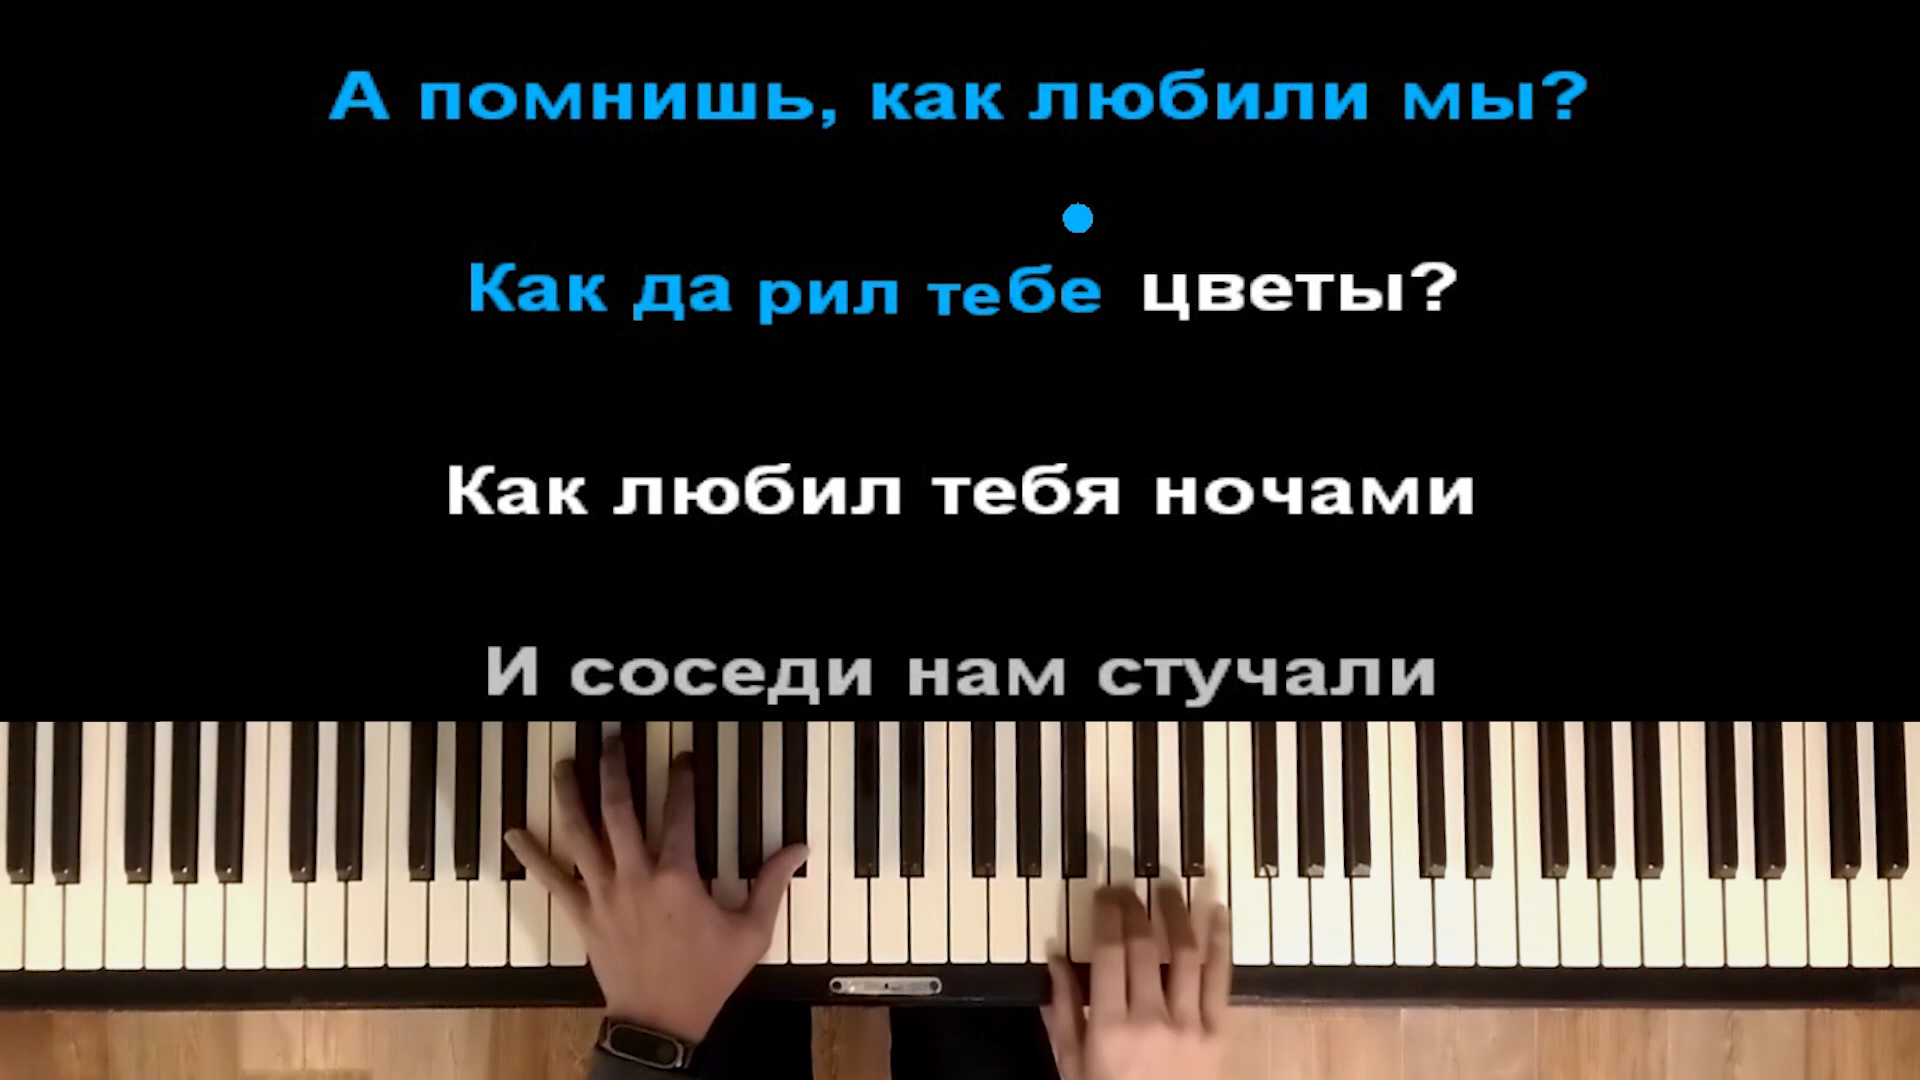 А помнишь, как любили мы?
Как да рил тебе цветы?
Как любил тебя ночами
И соседи нам стучали